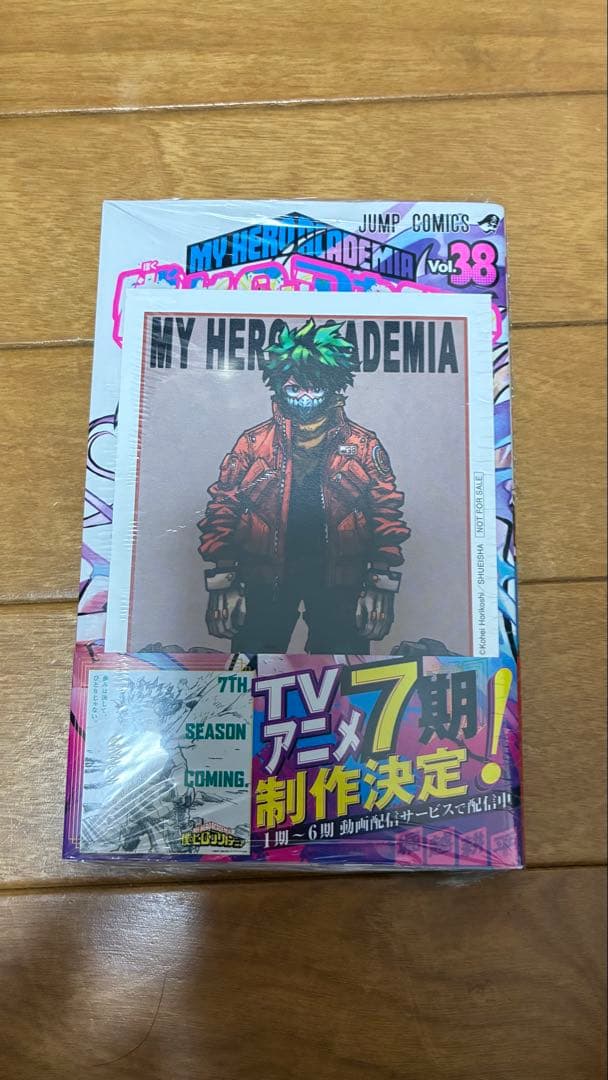 JUMP COMICS
MY HERO ACADEMIA
Vol.38
MY HERO ACADEMIA
©Kohei Horikoshi/SHUEISHA NOT FOR SALE
7TH
SEASON
COMING.
TV
アニメ
7期
制作決定!
1期~6期 動画配信サービスで配信中